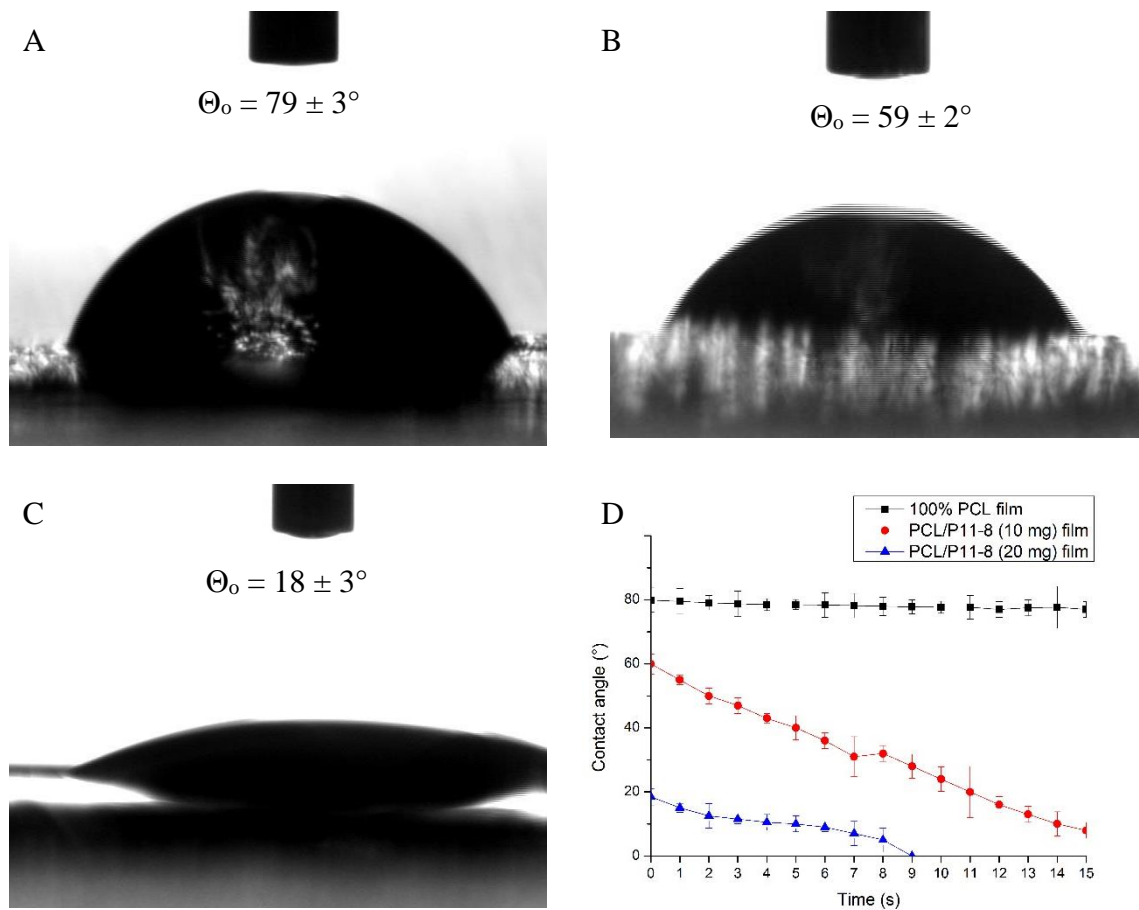 A
Θo = 79 ± 3°
B
Θo = 59 ± 2°
C
Θo = 18 ± 3°
D
100% PCL film
PCL/P11-8 (10 mg) film
PCL/P11-8 (20 mg) film
Contact angle (°)
80
60
40
20
0
0 1 2 3 4 5 6 7 8 9 10 11 12 13 14 15
Time (s)